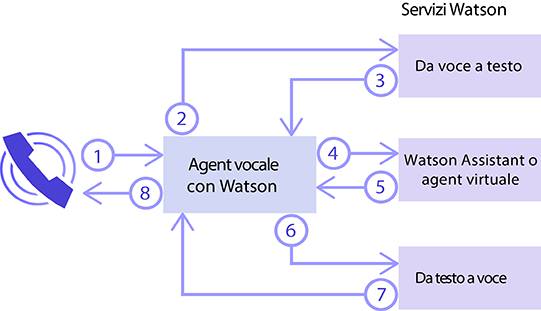 Servizi Watson
Da voce a testo
2
3
1
Agent vocale
con Watson
4
Watson Assistant o
agent virtuale
5
8
6
Da testo a voce
7